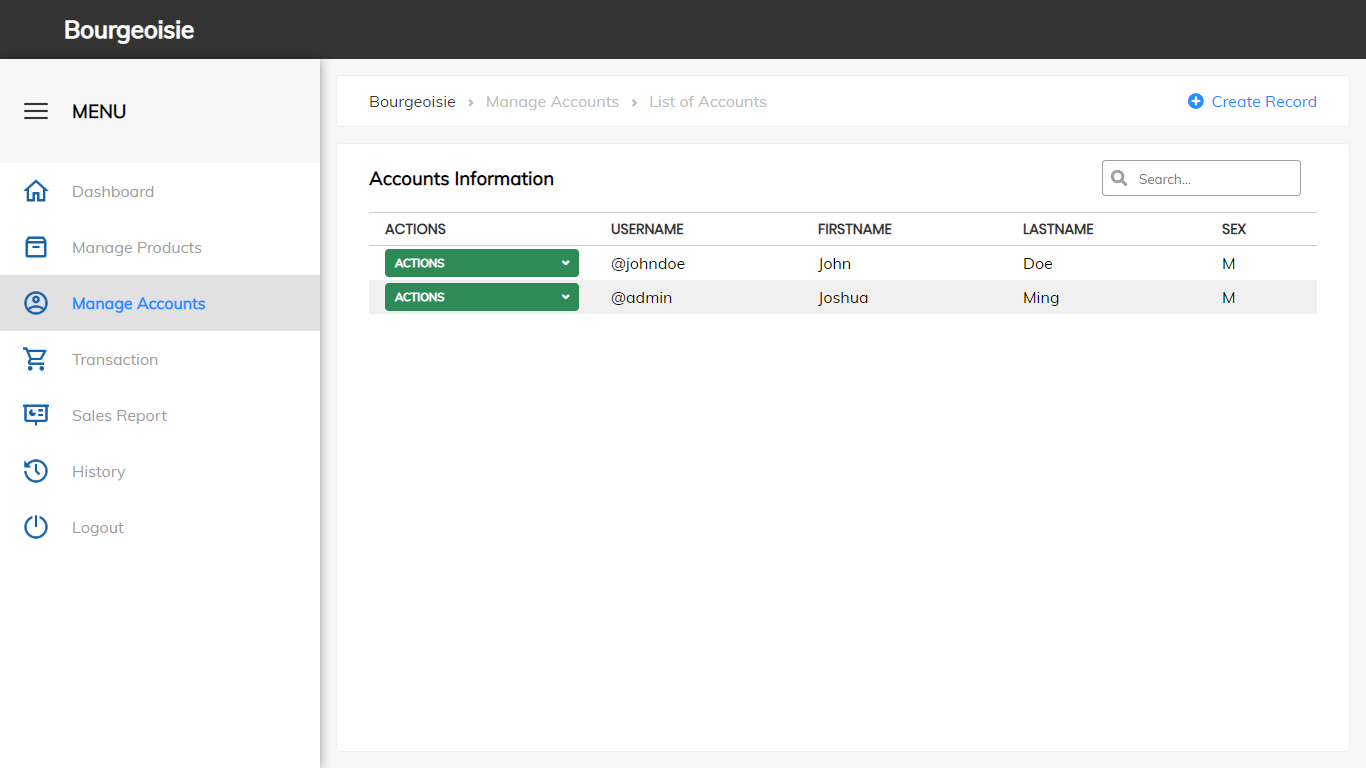 Bourgeoisie
MENU
Dashboard
Manage Products
Manage Accounts
Transaction
Sales Report
History
Logout
Bourgeoisie › Manage Accounts › List of Accounts
Create Record
Accounts Information
Search...
ACTIONS USERNAME FIRSTNAME LASTNAME SEX
ACTIONS @johndoe John Doe M
ACTIONS @admin Joshua Ming M